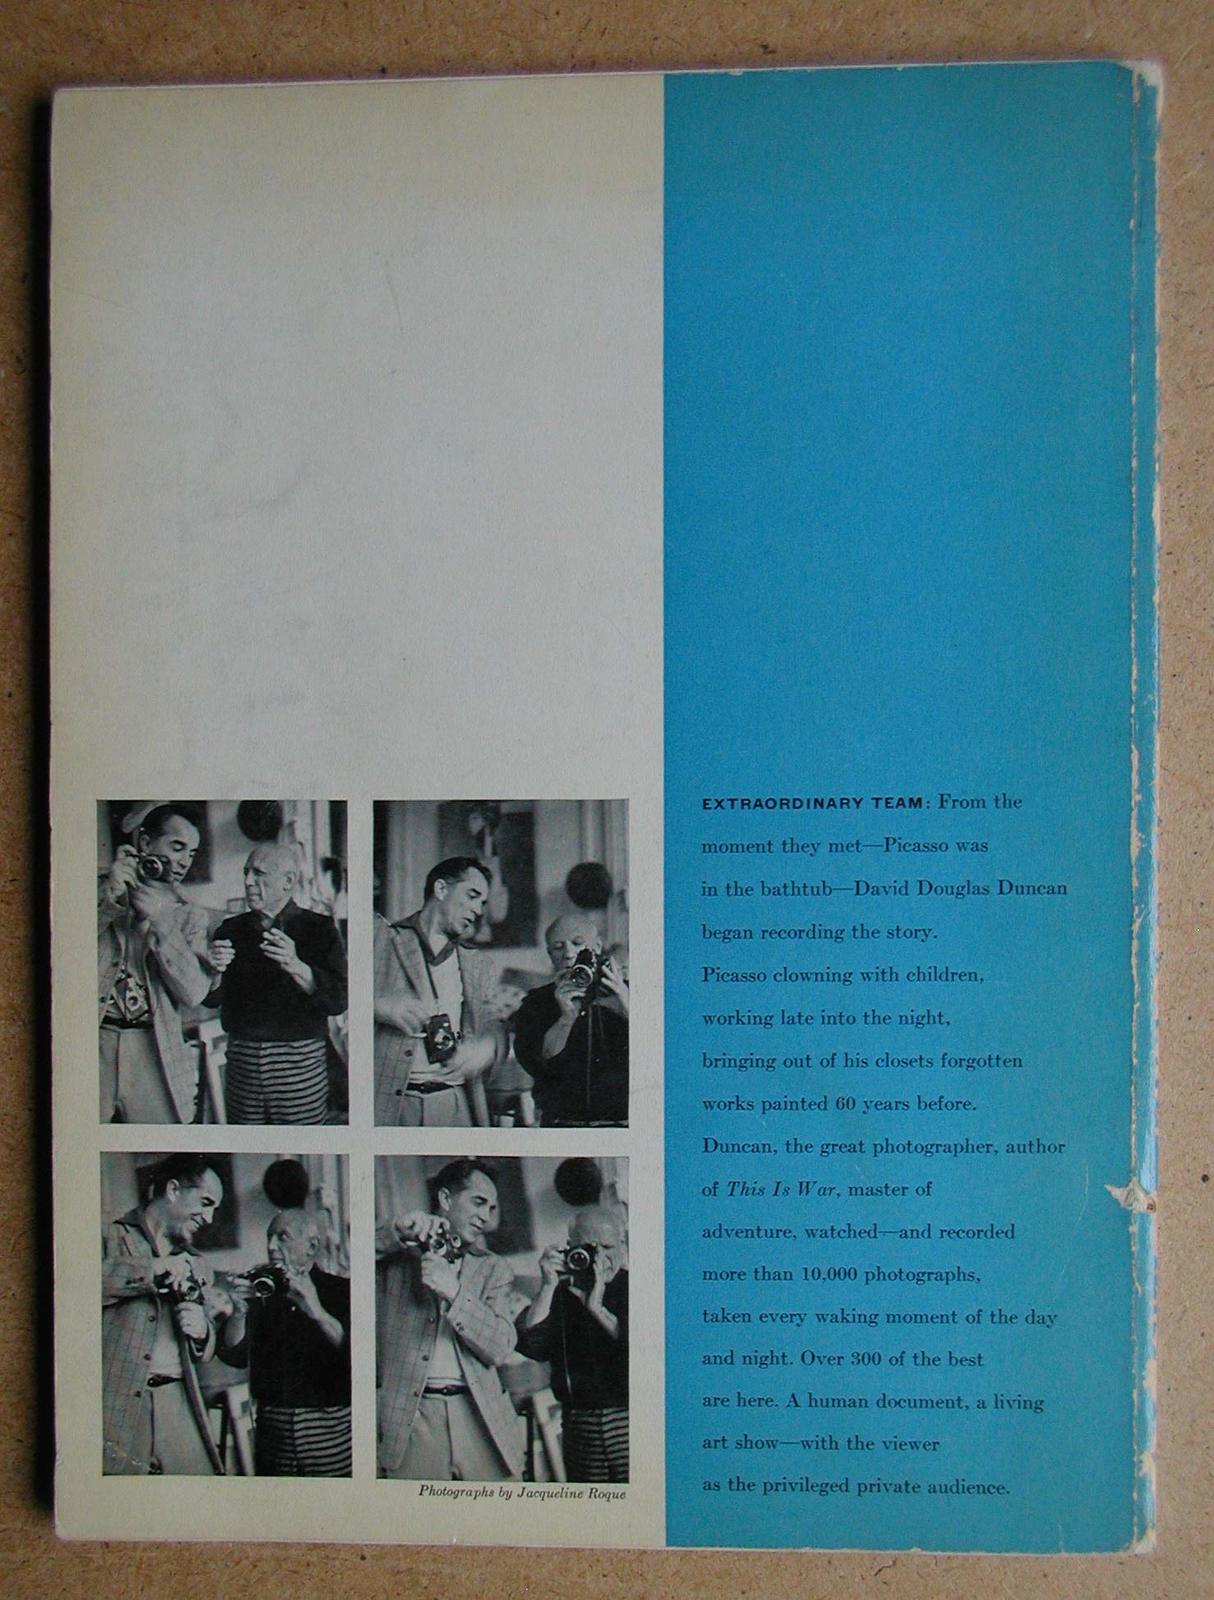 EXTRAORDINARY TEAM: From the
moment they met—Picasso was
in the bathtub—David Douglas Duncan
began recording the story.
Picasso clowning with children,
working late into the night,
bringing out of his closets forgotten
works painted 60 years before.
Duncan, the great photographer, author
of This Is War, master of
adventure, watched—and recorded
more than 10,000 photographs,
taken every waking moment of the day
and night. Over 300 of the best
are here. A human document, a living
art show—with the viewer
as the privileged private audience.
Photographs by Jacqueline Roque